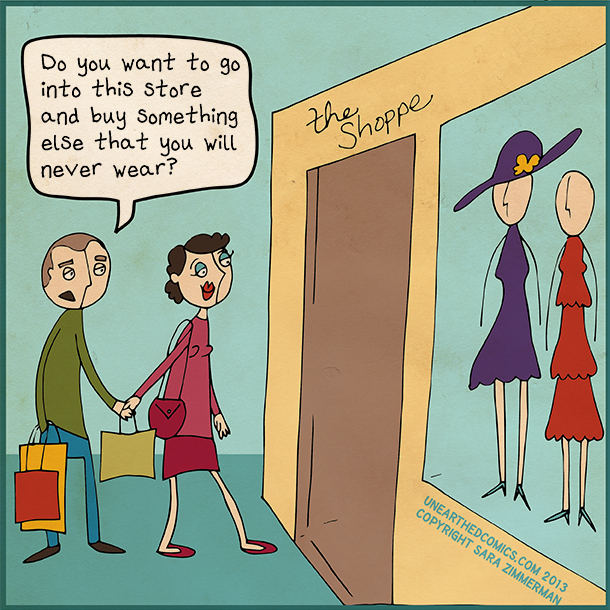 Do you want to go
into this store
and buy something
else that you will
never wear?
the
Shoppe
UNEARTHEDCOMICS.COM 2013
COPYRIGHT SARA ZIMMERMAN